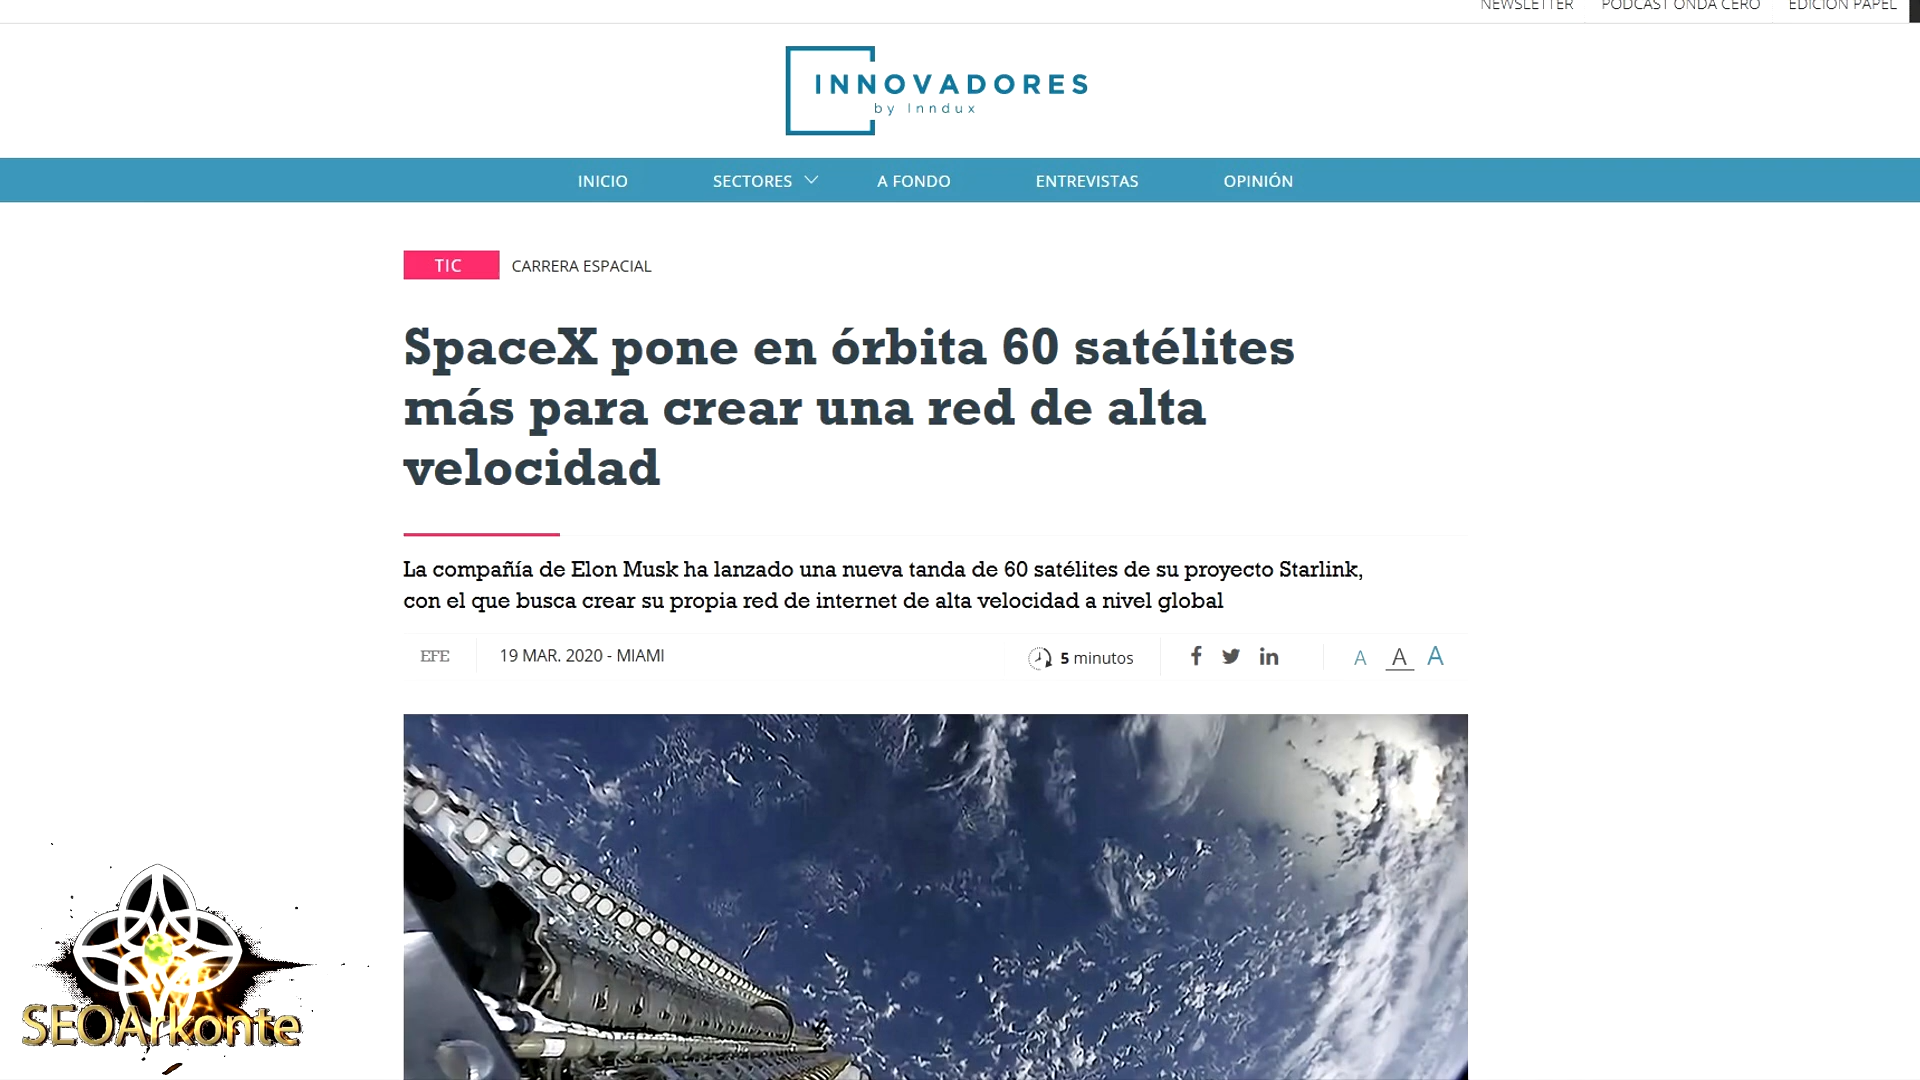 NEWSLETTER PODCAST ONDA CERO EDICIÓN PAPEL
INNOVADORES
by Inndux
INICIO SECTORES A FONDO ENTREVISTAS OPINIÓN
TIC CARRERA ESPACIAL
SpaceX pone en órbita 60 satélites
más para crear una red de alta
velocidad
La compañía de Elon Musk ha lanzado una nueva tanda de 60 satélites de su proyecto Starlink,
con el que busca crear su propia red de internet de alta velocidad a nivel global
EFE 19 MAR. 2020 - MIAMI 5 minutos A A A
SEOArkonte